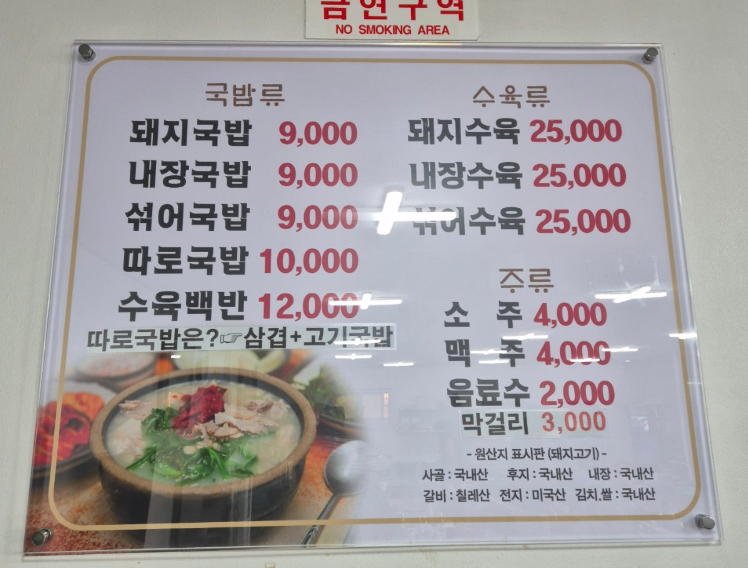 금연구역
NO SMOKING AREA
국밥류
돼지국밥 9,000
내장국밥 9,000
섞어국밥 9,000
따로국밥 10,000
수육백반 12,000
따로국밥은?☞삼겹+고기국밥
수육류
돼지수육 25,000
내장수육 25,000
섞어수육 25,000
주류
소 주 4,000
맥 주 4,000
음료수 2,000
막걸리 3,000
- 원산지 표시판 (돼지고기) -
사골 : 국내산 후지 : 국내산 내장 : 국내산
갈비 : 칠레산 전지 : 미국산 김치,쌀 : 국내산